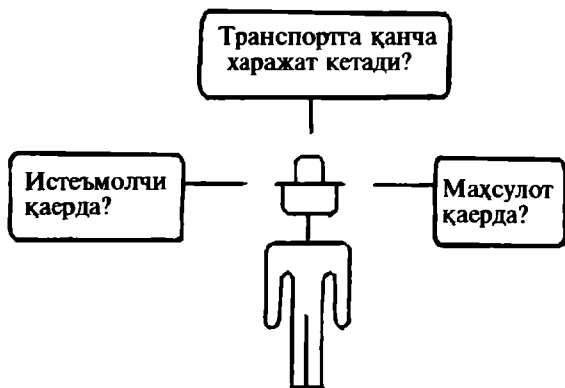 Транспортга қанча
харажат кетади?
Истеъмолчи
қаерда?
Маҳсулот
қаерда?